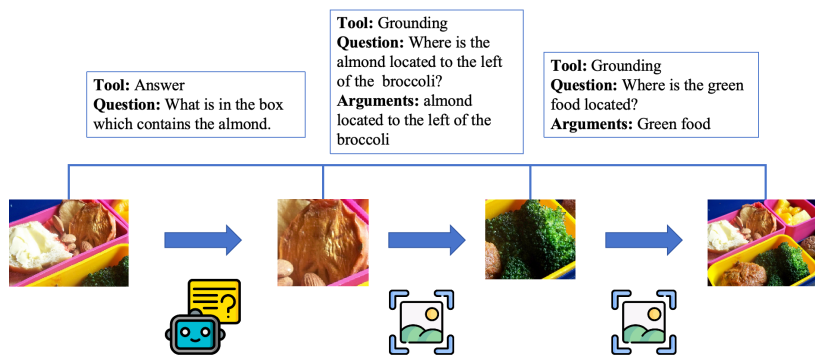 Tool: Answer
Question: What is in the box
which contains the almond.
Tool: Grounding
Question: Where is the
almond located to the left
of the broccoli?
Arguments: almond
located to the left of the
broccoli
Tool: Grounding
Question: Where is the green
food located?
Arguments: Green food
?